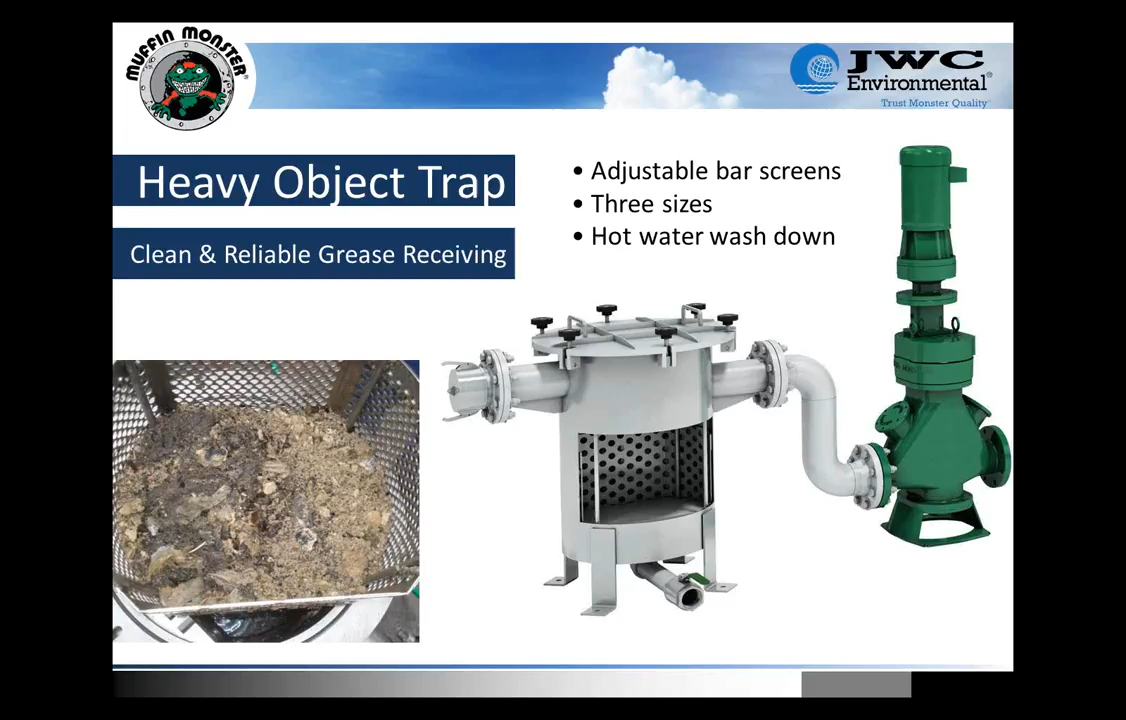 MUFFIN MONSTER®
JWC
Environmental®
Trust Monster Quality™
Heavy Object Trap
Clean & Reliable Grease Receiving
• Adjustable bar screens
• Three sizes
• Hot water wash down